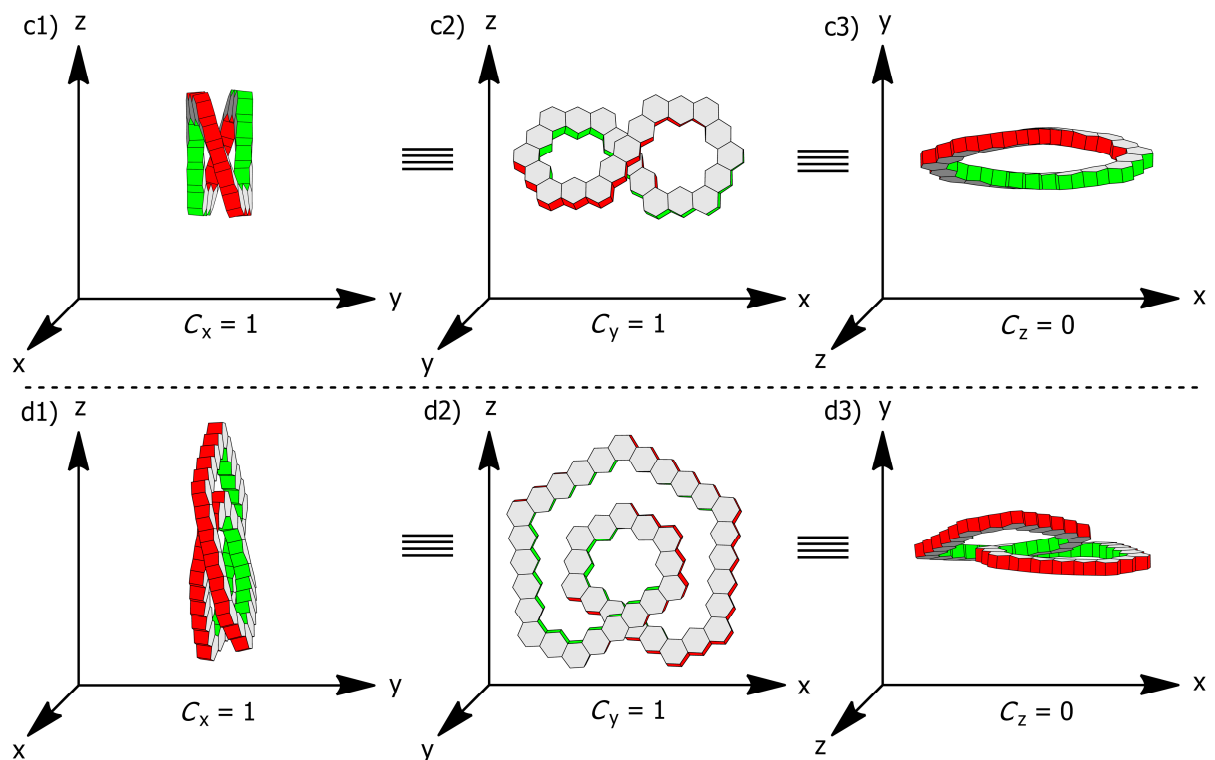 c1) z
y
x
Cx = 1
c2) z
x
y
Cy = 1
c3) y
x
z
Cz = 0
d1) z
y
x
Cx = 1
d2) z
x
y
Cy = 1
d3) y
x
z
Cz = 0